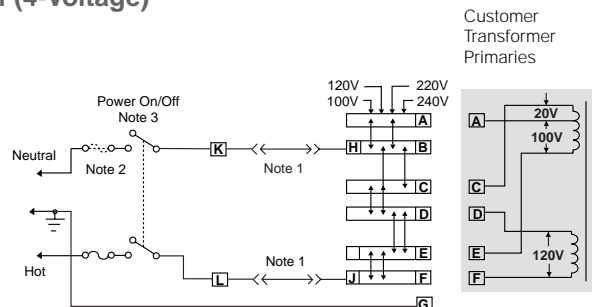 (4-Voltage)
Customer
Transformer
Primaries
120V 220V
100V 240V
Power On/Off
Note 3
A
A
20V
100V
Neutral
Note 2
K
Note 1
H
B
C
C
D
D
E
E
120V
Hot
Note 1
L
J
F
F
G